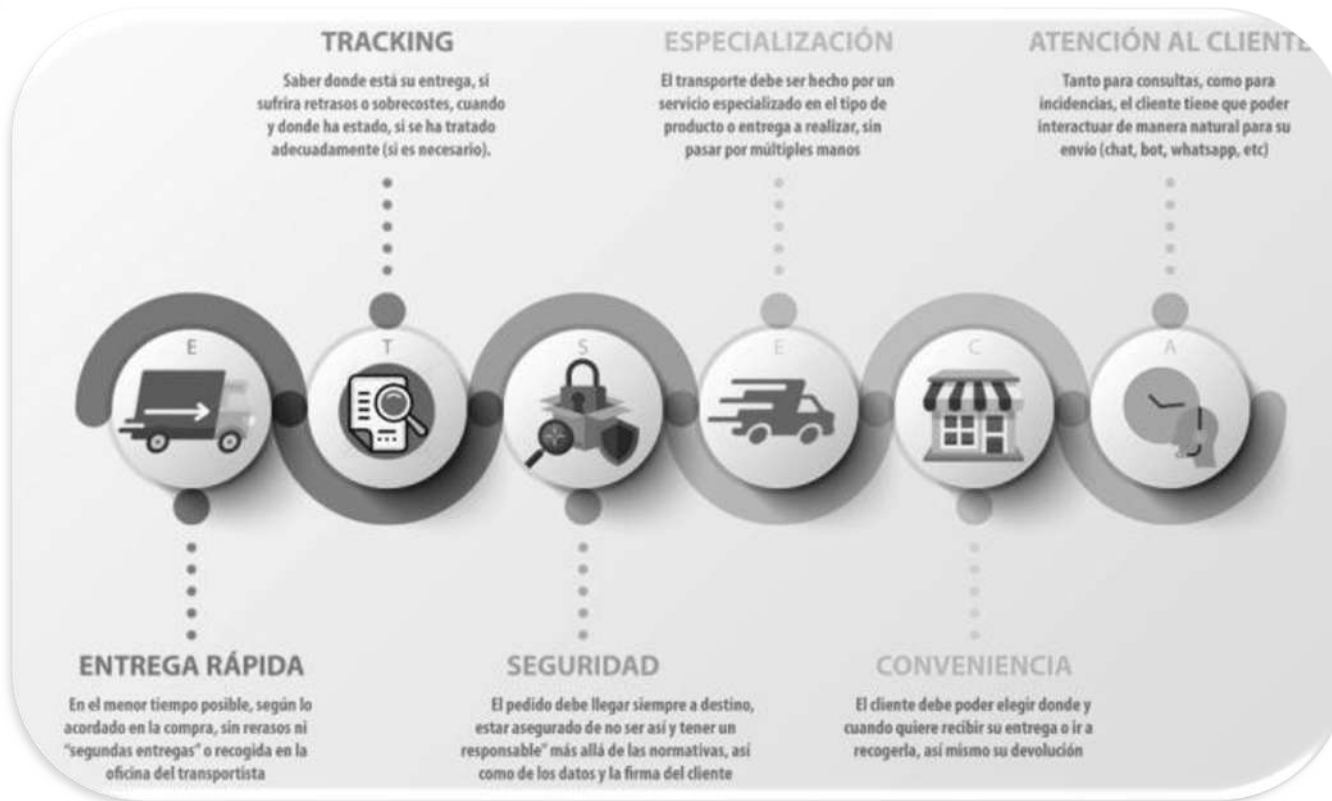 TRACKING
Saber donde está su entrega, si
sufrira retrasos o sobrecostes, cuando
y donde ha estado, si se ha tratado
adecuadamente (si es necesario).
ESPECIALIZACIÓN
El transporte debe ser hecho por un
servicio especializado en el tipo de
producto o entrega a realizar, sin
pasar por múltiples manos
ATENCIÓN AL CLIENTE
Tanto para consultas, como para
incidencias, el cliente tiene que poder
interactuar de manera natural para su
envío (chat, bot, whatsapp, etc)
E
T
S
E
C
A
ENTREGA RÁPIDA
En el menor tiempo posible, según lo
acordado en la compra, sin rerasos ni
"segundas entregas" o recogida en la
oficina del transportista
SEGURIDAD
El pedido debe llegar siempre a destino,
estar asegurado de no ser así y tener un
responsable" más allá de las normativas, así
como de los datos y la firma del cliente
CONVENIENCIA
El cliente debe poder elegir donde y
cuando quiere recibir su entrega o ir a
recogerla, así mismo su devolución